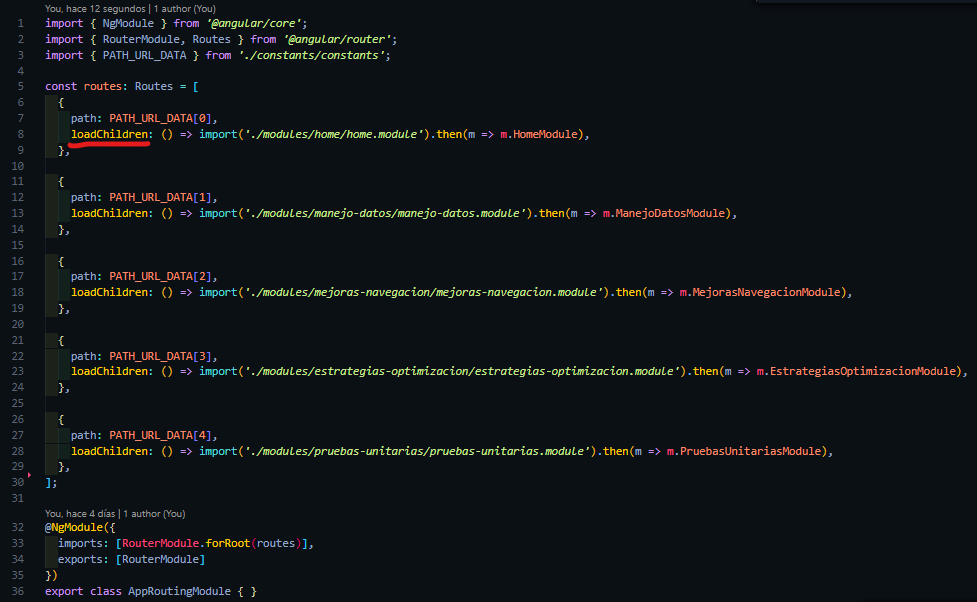 You, hace 12 segundos | 1 author (You)
1 import { NgModule } from '@angular/core';
2 import { RouterModule, Routes } from '@angular/router';
3 import { PATH_URL_DATA } from './constants/constants';
4
5 const routes: Routes = [
6 {
7 path: PATH_URL_DATA[0],
8 loadChildren: () => import('./modules/home/home.module').then(m => m.HomeModule),
9 },
10
11 {
12 path: PATH_URL_DATA[1],
13 loadChildren: () => import('./modules/manejo-datos/manejo-datos.module').then(m => m.ManejoDatosModule),
14 },
15
16 {
17 path: PATH_URL_DATA[2],
18 loadChildren: () => import('./modules/mejoras-navegacion/mejoras-navegacion.module').then(m => m.MejorasNavegacionModule),
19 },
20
21 {
22 path: PATH_URL_DATA[3],
23 loadChildren: () => import('./modules/estrategias-optimizacion/estrategias-optimizacion.module').then(m => m.EstrategiasOptimizacionModule),
24 },
25
26 {
27 path: PATH_URL_DATA[4],
28 loadChildren: () => import('./modules/pruebas-unitarias/pruebas-unitarias.module').then(m => m.PruebasUnitariasModule),
29 },
30 ];
31
You, hace 4 días | 1 author (You)
32 @NgModule({
33 imports: [RouterModule.forRoot(routes)],
34 exports: [RouterModule]
35 })
36 export class AppRoutingModule { }